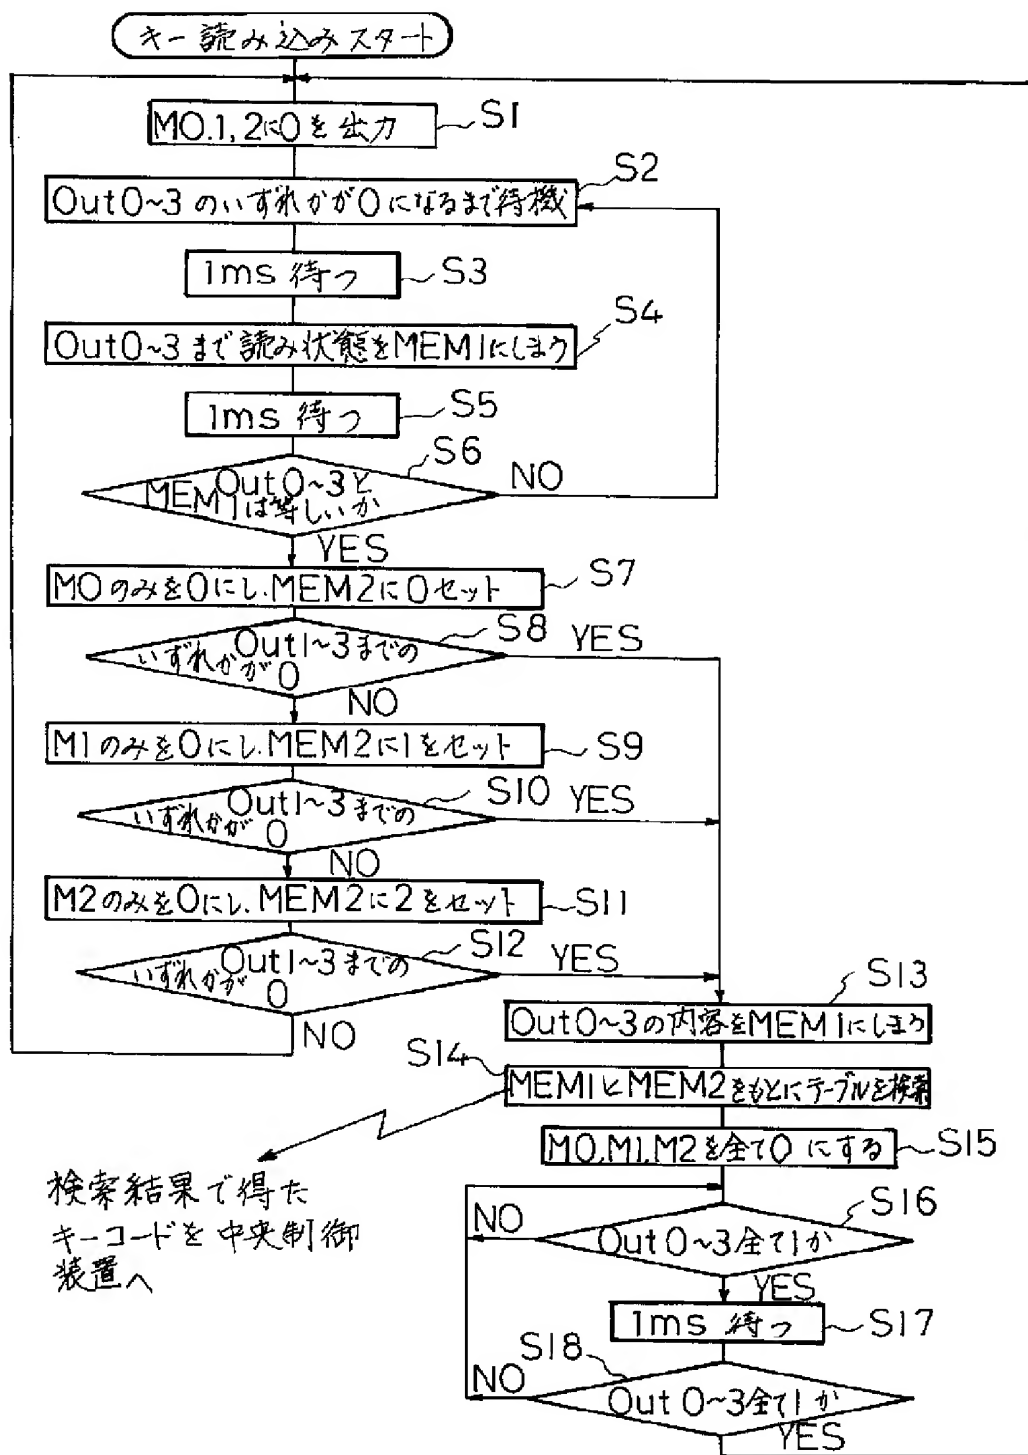 キー読み込みスタート
M0.1,2に0を出力
S1
S2
Out0~3のいずれかが0になるまで待機
1ms 待つ
S3
S4
Out0~3まで読み状態をMEM1にしまう
1ms 待つ
S5
S6
Out0~3と
MEM1は等しいか
NO
YES
M0のみを0にし、MEM2に0セット
S7
S8
Out1~3までの
いずれかが
0
YES
NO
M1のみを0にし、MEM2に1をセット
S9
S10
Out1~3までの
いずれかが
0
YES
NO
M2のみを0にし、MEM2に2をセット
S11
S12
Out1~3までの
いずれかが
0
YES
NO
S13
Out0~3の内容をMEM1にしまう
S14
MEM1とMEM2をもとにテーブルを検索
M0,M1,M2を全て0にする
S15
検索結果で得た
キーコードを中央制御
装置へ
S16
NO
Out0~3全て1か
YES
1ms 待つ
S17
S18
NO
Out0~3全て1か
YES